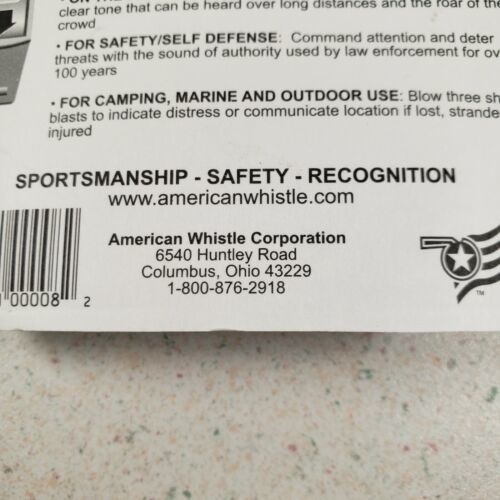 clear tone that can be heard over long distances and the roar of the
crowd
• FOR SAFETY/SELF DEFENSE: Command attention and deter
threats with the sound of authority used by law enforcement for
100 years
• FOR CAMPING, MARINE AND OUTDOOR USE: Blow three
blasts to indicate distress or communicate location if lost,
injured
SPORTSMANSHIP - SAFETY - RECOGNITION
www.americanwhistle.com
American Whistle Corporation
6540 Huntley Road
Columbus, Ohio 43229
1-800-876-2918
00008 2
TM